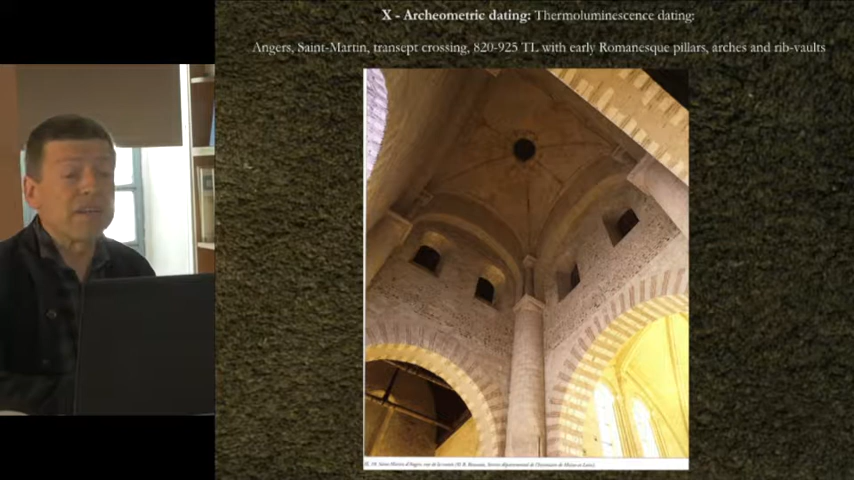 X - Archeometric dating: Thermoluminescence dating:
Angers, Saint-Martin, transept crossing, 820-925 TL with early Romanesque pillars, arches and rib-vaults